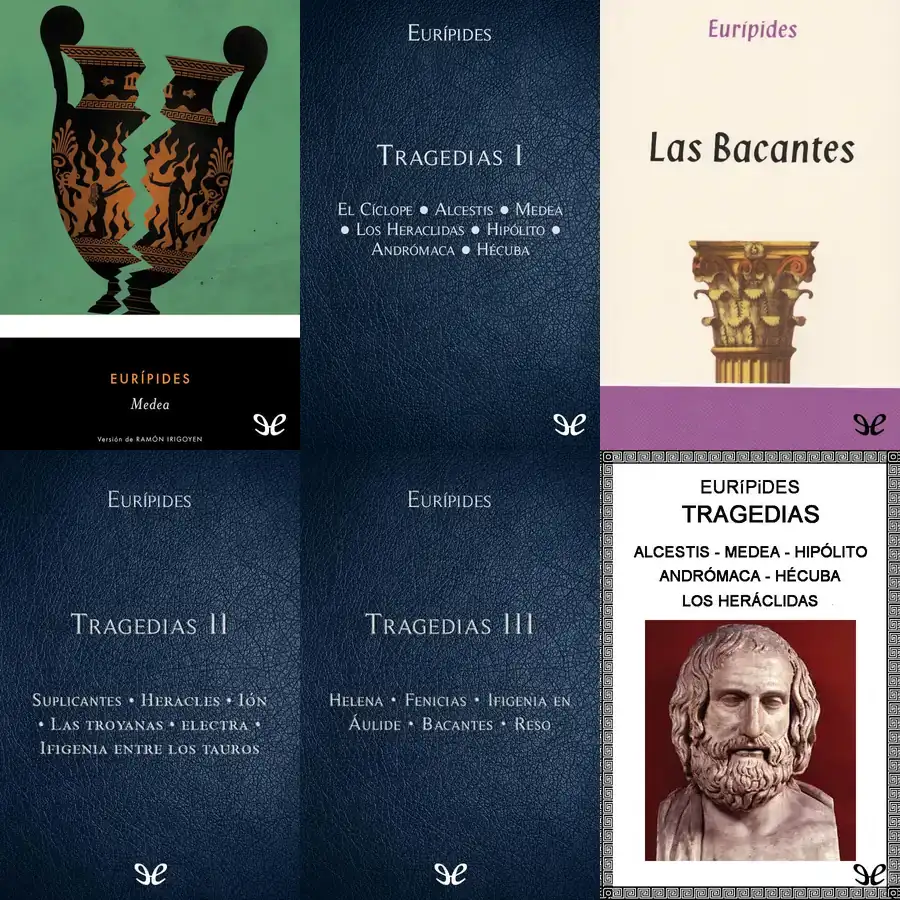 EURÍPIDES
Medea
Versión de RAMÓN IRIGOYEN
EURÍPIDES
TRAGEDIAS I
EL CÍCLOPE • ALCESTIS • MEDEA
• LOS HERACLIDAS • HIPÓLITO •
ANDRÓMACA • HÉCUBA
Eurípides
Las Bacantes
EURÍPIDES
TRAGEDIAS II
SUPLICANTES • HERACLES • IÓN
• LAS TROYANAS • ELECTRA •
IFIGENIA ENTRE LOS TAUROS
EURÍPIDES
TRAGEDIAS III
HELENA • FENICIAS • IFIGENIA EN
ÁULIDE • BACANTES • RESO
EURíPiDES
TRAGEDIAS
ALCESTIS - MEDEA - HIPÓLITO
ANDRÓMACA - HÉCUBA
LOS HERÁCLIDAS